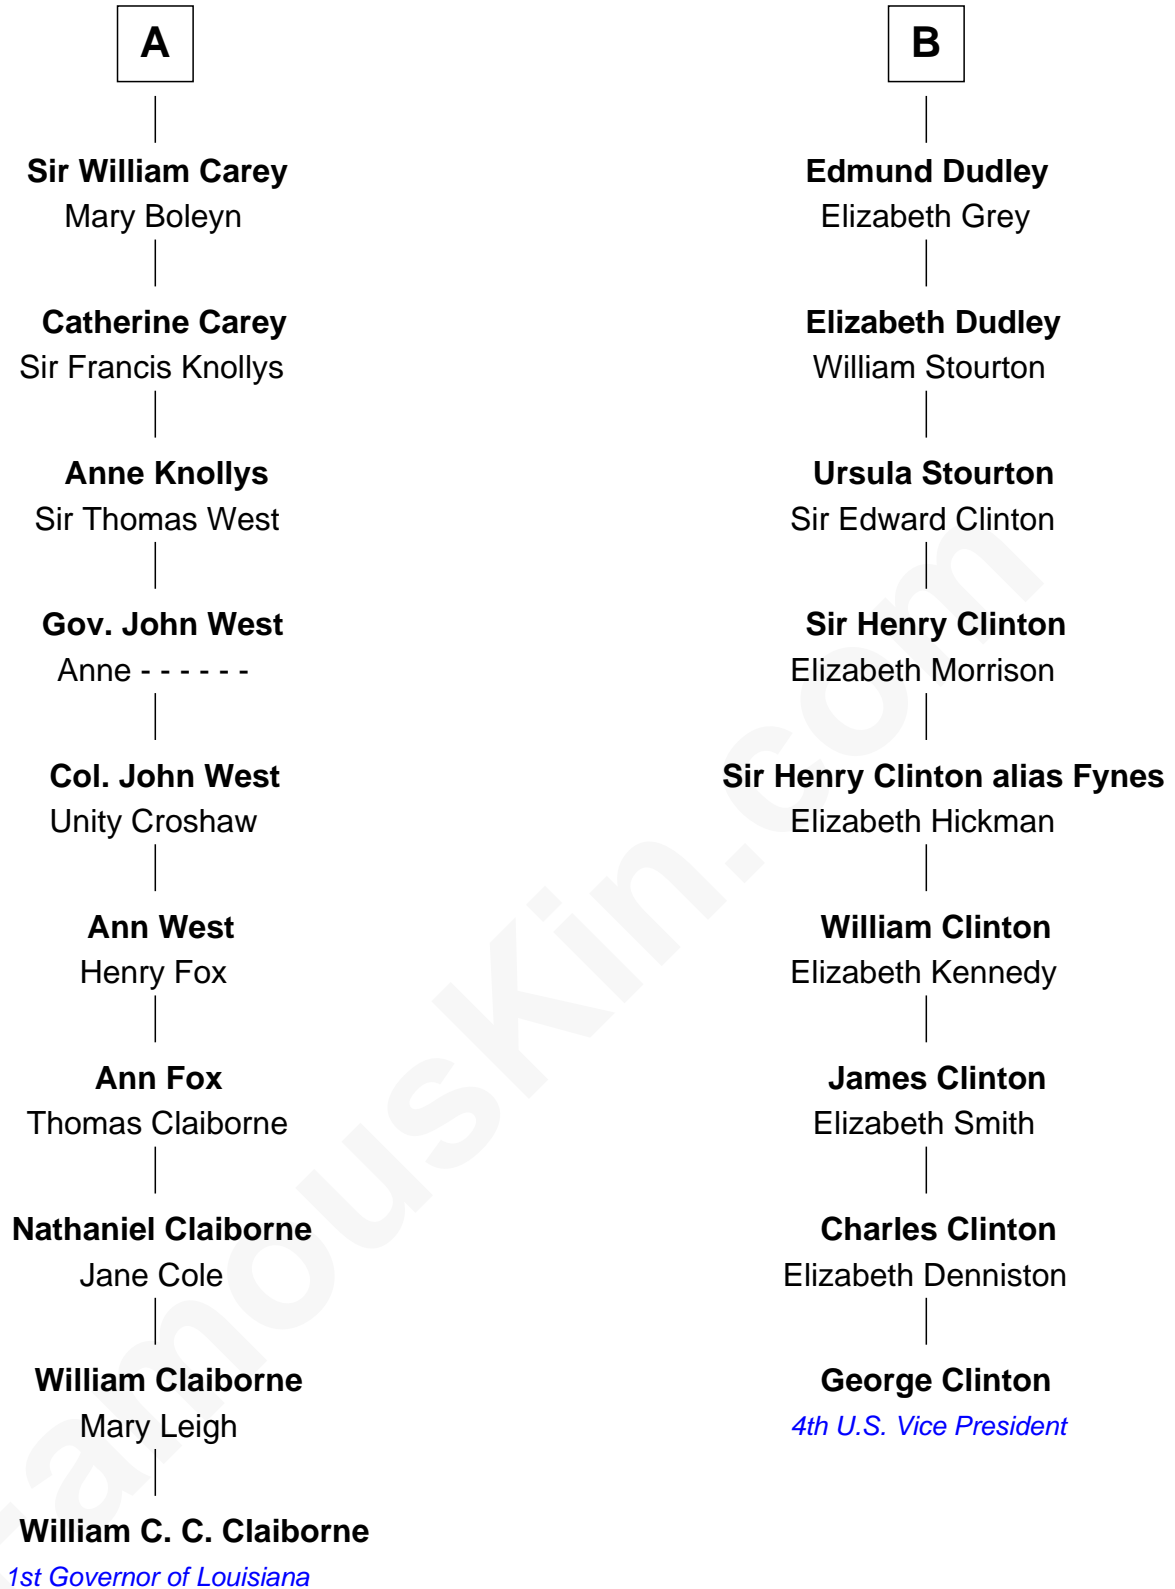 A
Sir William Carey
Mary Boleyn
Catherine Carey
Sir Francis Knollys
Anne Knollys
Sir Thomas West
Gov. John West
Anne - - - - - -
Col. John West
Unity Croshaw
Ann West
Henry Fox
Ann Fox
Thomas Claiborne
Nathaniel Claiborne
Jane Cole
William Claiborne
Mary Leigh
William C. C. Claiborne
1st Governor of Louisiana
B
Edmund Dudley
Elizabeth Grey
Elizabeth Dudley
William Stourton
Ursula Stourton
Sir Edward Clinton
Sir Henry Clinton
Elizabeth Morrison
Sir Henry Clinton alias Fynes
Elizabeth Hickman
William Clinton
Elizabeth Kennedy
James Clinton
Elizabeth Smith
Charles Clinton
Elizabeth Denniston
George Clinton
4th U.S. Vice President
FamousKin.com